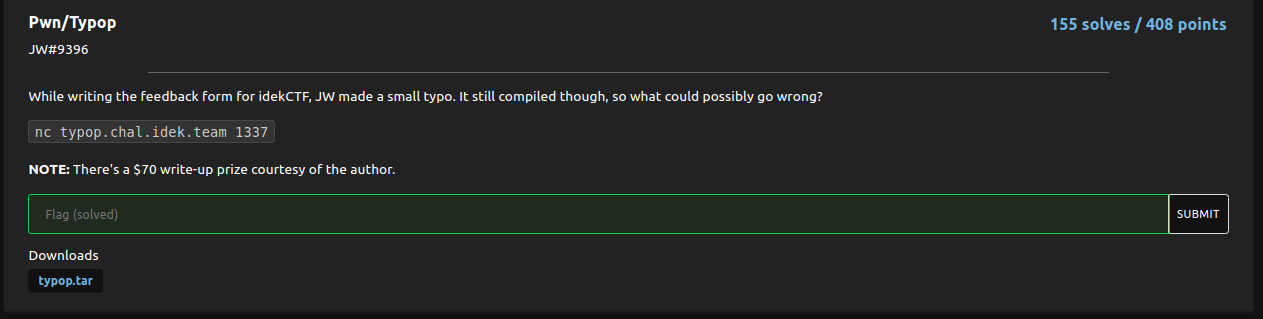 Pwn/Typop
155 solves / 408 points
JW#9396
While writing the feedback form for idekCTF, JW made a small typo. It still compiled though, so what could possibly go wrong?
nc typop.chal.idek.team 1337
NOTE: There's a $70 write-up prize courtesy of the author.
Flag (solved)
SUBMIT
Downloads
typop.tar